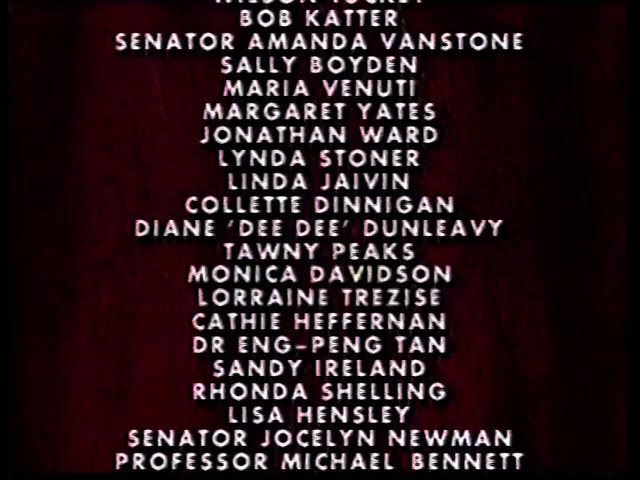 BOB KATTER
SENATOR AMANDA VANSTONE
SALLY BOYDEN
MARIA VENUTI
MARGARET YATES
JONATHAN WARD
LYNDA STONER
LINDA JAIVIN
COLLETTE DINNIGAN
DIANE 'DEE DEE' DUNLEAVY
TAWNY PEAKS
MONICA DAVIDSON
LORRAINE TREZISE
CATHIE HEFFERNAN
DR ENG-PENG TAN
SANDY IRELAND
RHONDA SHELLING
LISA HENSLEY
SENATOR JOCELYN NEWMAN
PROFESSOR MICHAEL BENNETT